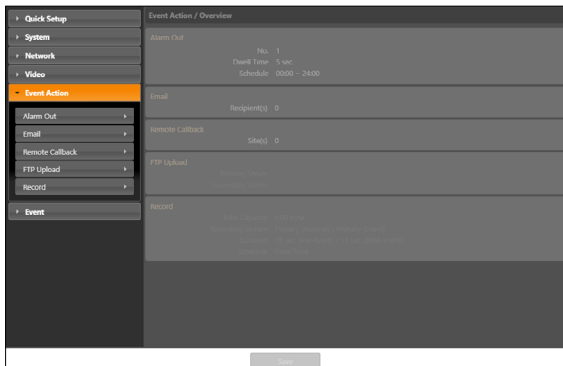 Quick Setup
System
Network
Video
Event Action
Alarm Out
Email
Remote Callback
FTP Upload
Record
Event
Event Action / Overview
Alarm Out
No. 1
Dwell Time 5 sec
Schedule 00:00 ~ 24:00
Email
Recipient(s) 0
Remote Callback
Site(s) 0
FTP Upload
Record
Save